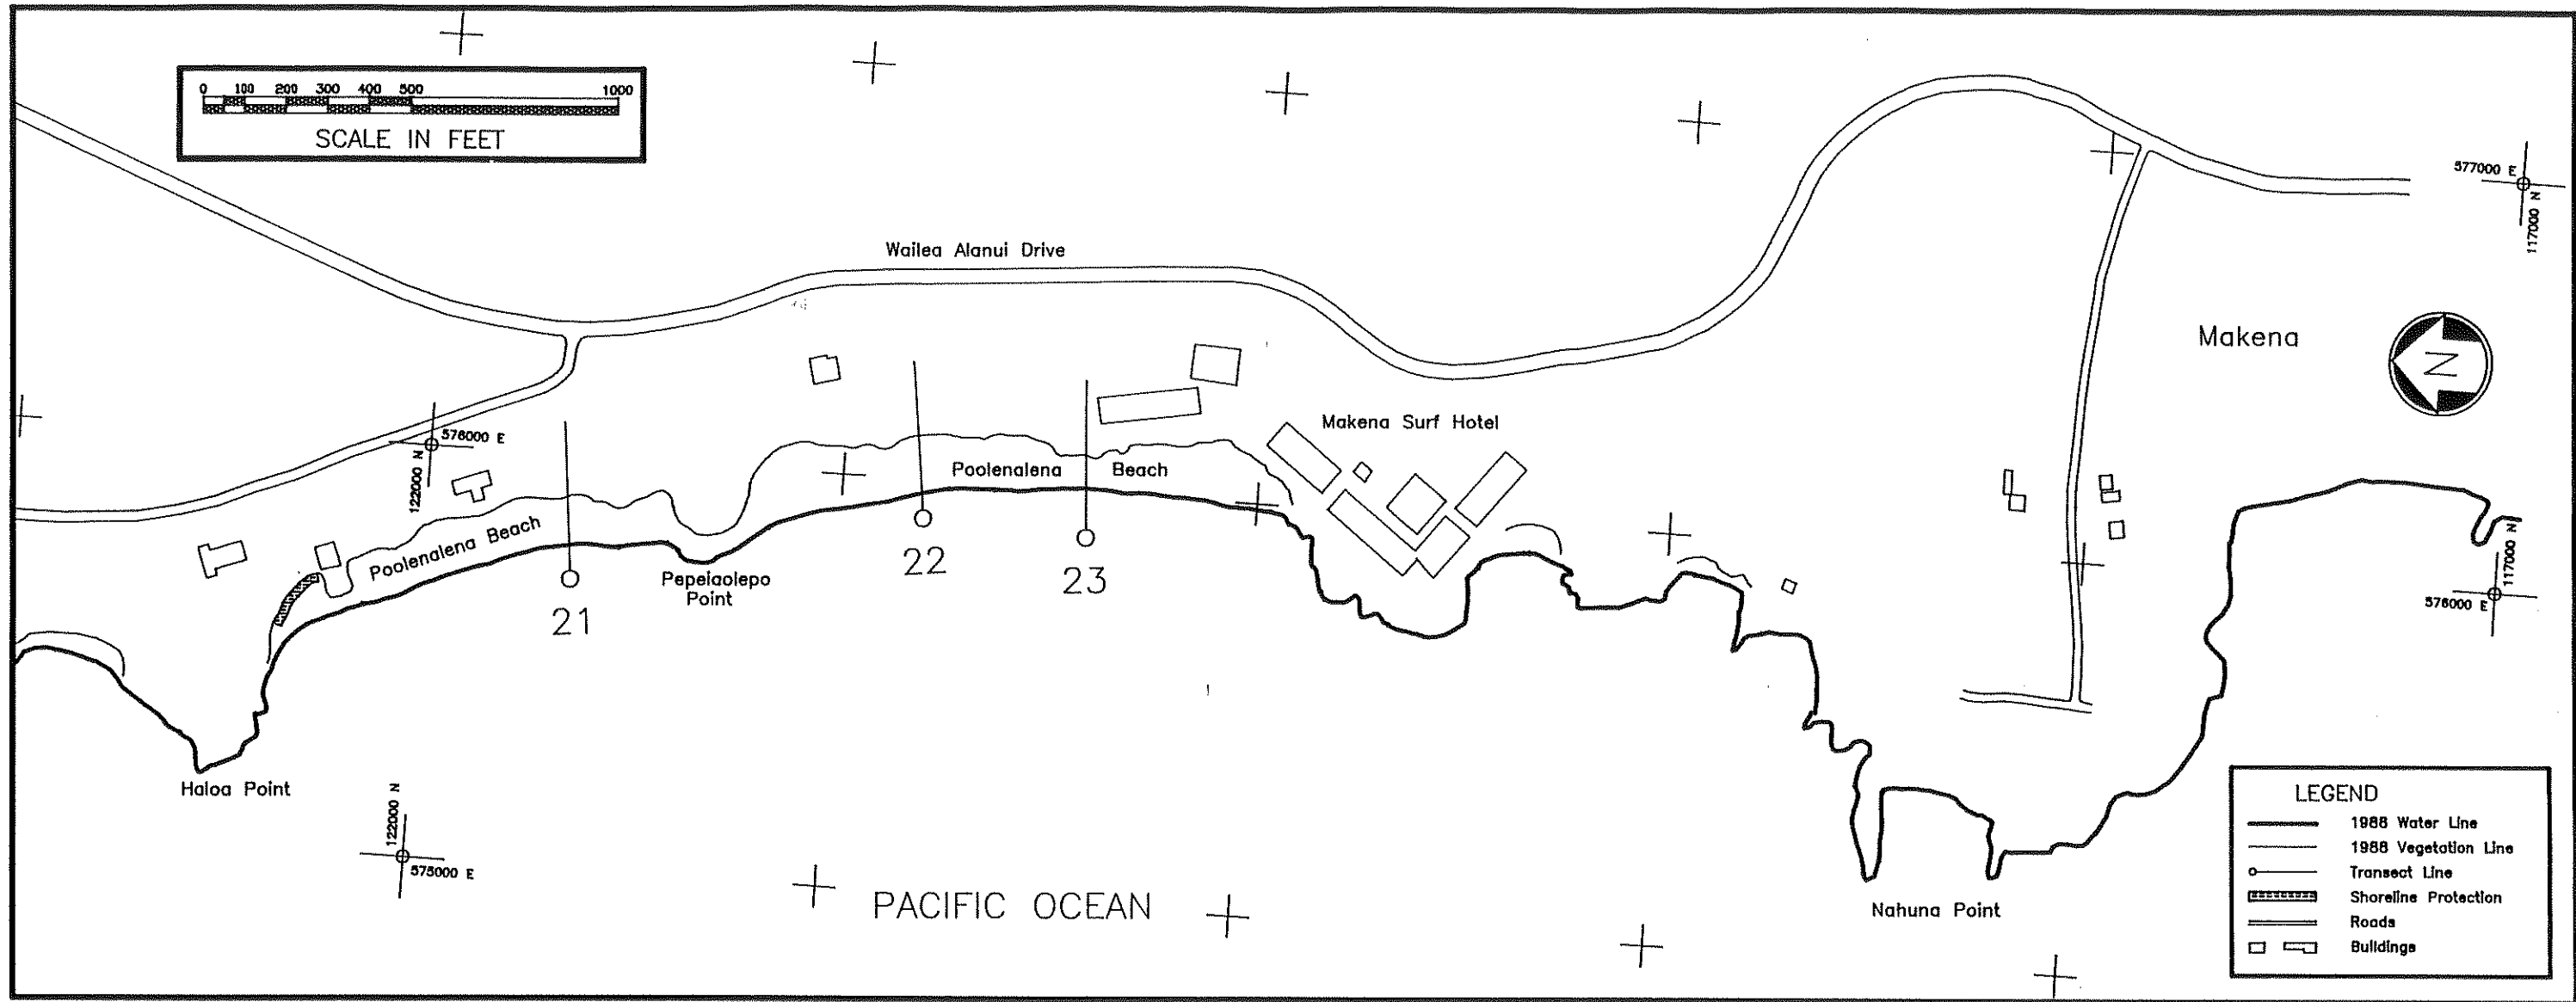 0 100 200 300 400 500 1000
SCALE IN FEET
577000 E
117000 N
Wailea Alanui Drive
Makena
N
Makena Surf Hotel
576000 E
122000 N
Poolenalena Beach
Poolenalena Beach
Pepeiaolepo
Point
21
22
23
117000 N
576000 E
Haloa Point
122000 N
575000 E
PACIFIC OCEAN
Nahuna Point
LEGEND
1988 Water Line
1988 Vegetation Line
Transect Line
Shoreline Protection
Roads
Buildings